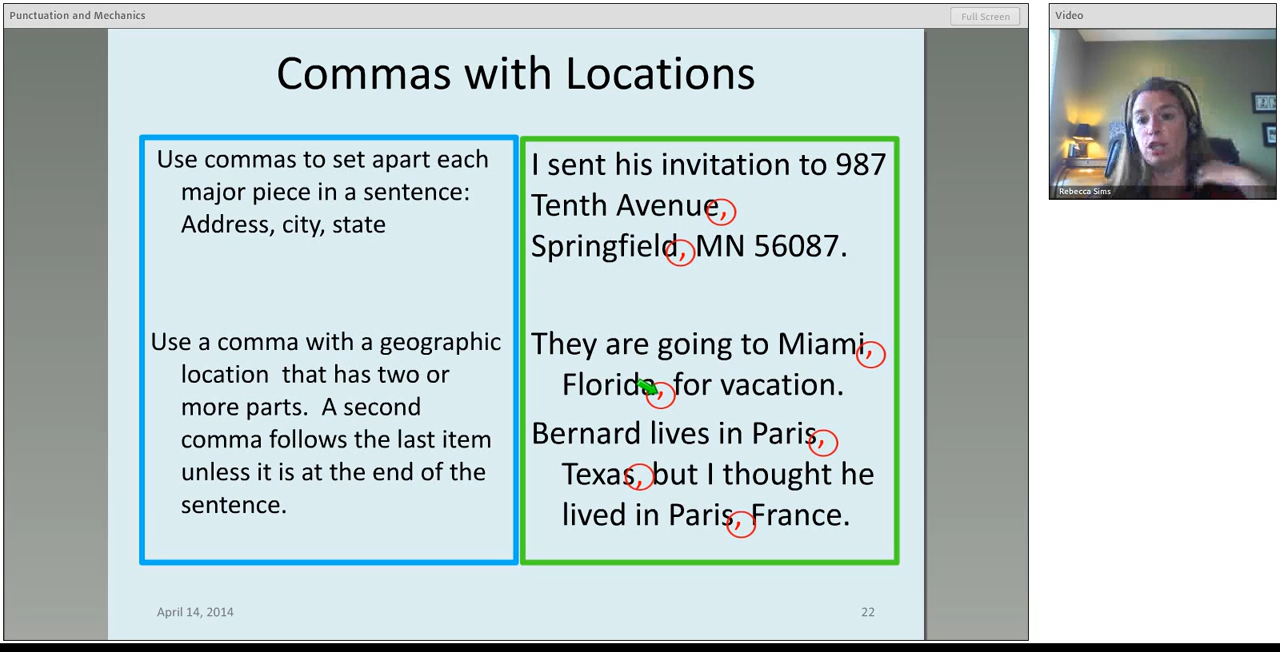 Punctuation and Mechanics
Full Screen
Video
Commas with Locations
Use commas to set apart each
major piece in a sentence:
Address, city, state
Use a comma with a geographic
location that has two or
more parts. A second
comma follows the last item
unless it is at the end of the
sentence.
I sent his invitation to 987
Tenth Avenue,
Springfield, MN 56087.
They are going to Miami,
Florida, for vacation.
Bernard lives in Paris,
Texas, but I thought he
lived in Paris, France.
April 14, 2014
22
Rebecca Sims